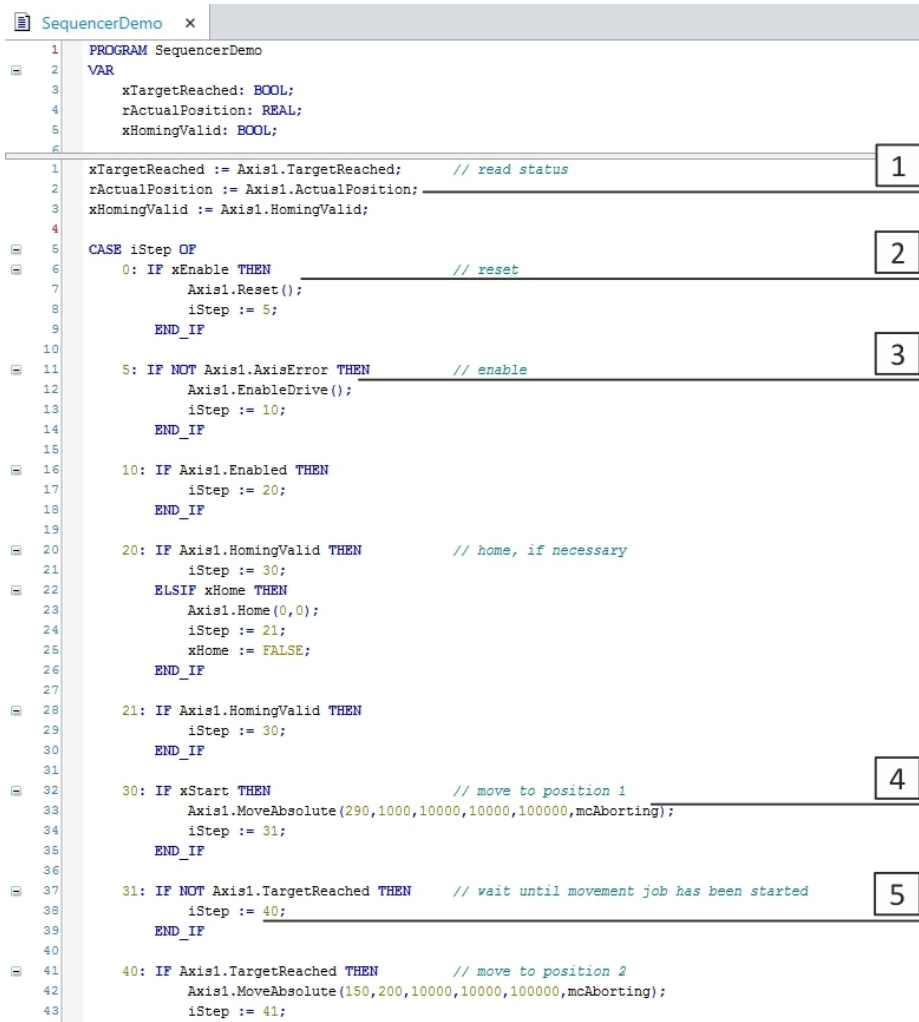 SequencerDemo ×
1 PROGRAM SequencerDemo
2 VAR
3 xTargetReached: BOOL;
4 rActualPosition: REAL;
5 xHomingValid: BOOL;
6
1 xTargetReached := Axis1.TargetReached; // read status
1
2 rActualPosition := Axis1.ActualPosition;
3 xHomingValid := Axis1.HomingValid;
4
5 CASE iStep OF
2
6 0: IF xEnable THEN // reset
7 Axis1.Reset();
8 iStep := 5;
9 END_IF
10
3
11 5: IF NOT Axis1.AxisError THEN // enable
12 Axis1.EnableDrive();
13 iStep := 10;
14 END_IF
15
16 10: IF Axis1.Enabled THEN
17 iStep := 20;
18 END_IF
19
20 20: IF Axis1.HomingValid THEN // home, if necessary
21 iStep := 30;
22 ELSIF xHome THEN
23 Axis1.Home(0,0);
24 iStep := 21;
25 xHome := FALSE;
26 END_IF
27
28 21: IF Axis1.HomingValid THEN
29 iStep := 30;
30 END_IF
31
4
32 30: IF xStart THEN // move to position 1
33 Axis1.MoveAbsolute(290,1000,10000,10000,100000,mcAborting);
34 iStep := 31;
35 END_IF
36
37 31: IF NOT Axis1.TargetReached THEN // wait until movement job has been started
5
38 iStep := 40;
39 END_IF
40
41 40: IF Axis1.TargetReached THEN // move to position 2
42 Axis1.MoveAbsolute(150,200,10000,10000,100000,mcAborting);
43 iStep := 41;